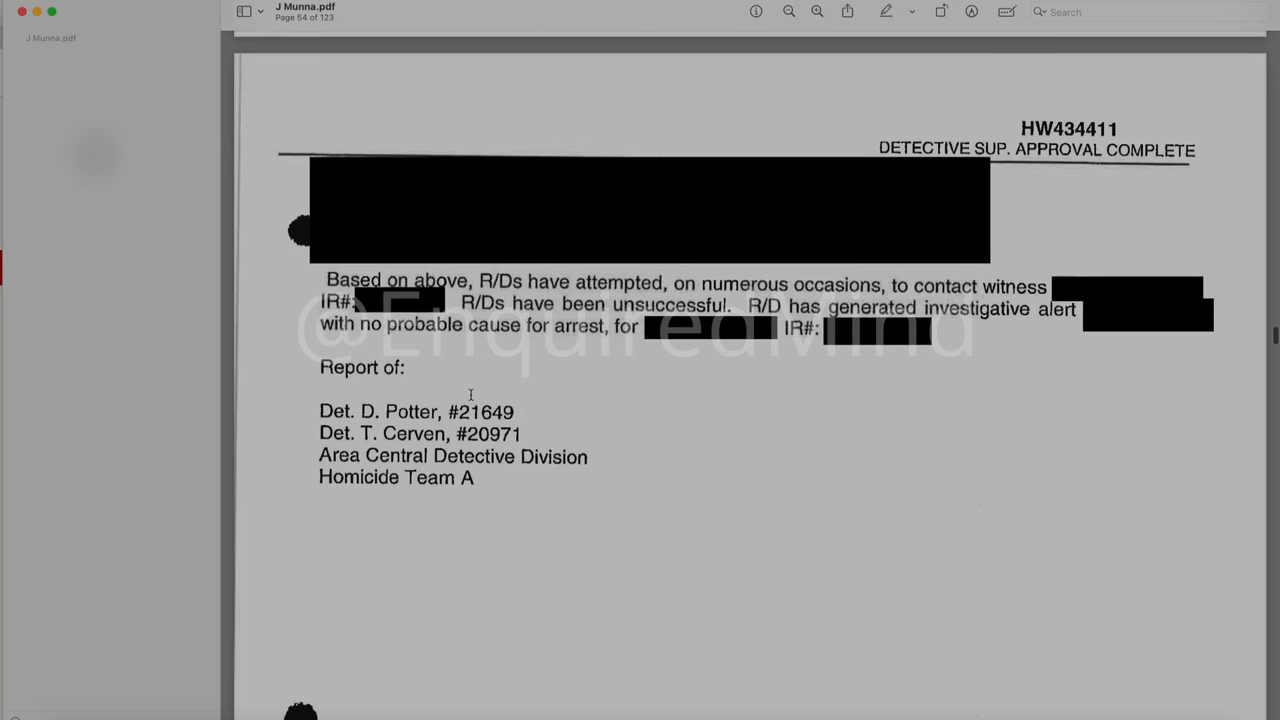 J Munna.pdf
Page 54 of 123
Search
J Munna.pdf
HW434411
DETECTIVE SUP. APPROVAL COMPLETE
Based on above, R/Ds have attempted, on numerous occasions, to contact witness
IR#: R/Ds have been unsuccessful. R/D has generated investigative alert
with no probable cause for arrest, for IR#:
@EnquiredMind
Report of:
Det. D. Potter, #21649
Det. T. Cerven, #20971
Area Central Detective Division
Homicide Team A